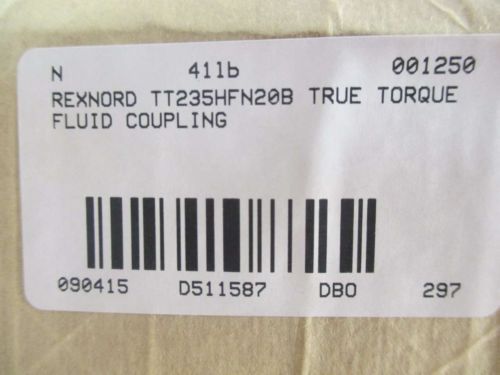 N 41lb 001250
REXNORD TT235HFN20B TRUE TORQUE
FLUID COUPLING
090415 D511587 DBO 297